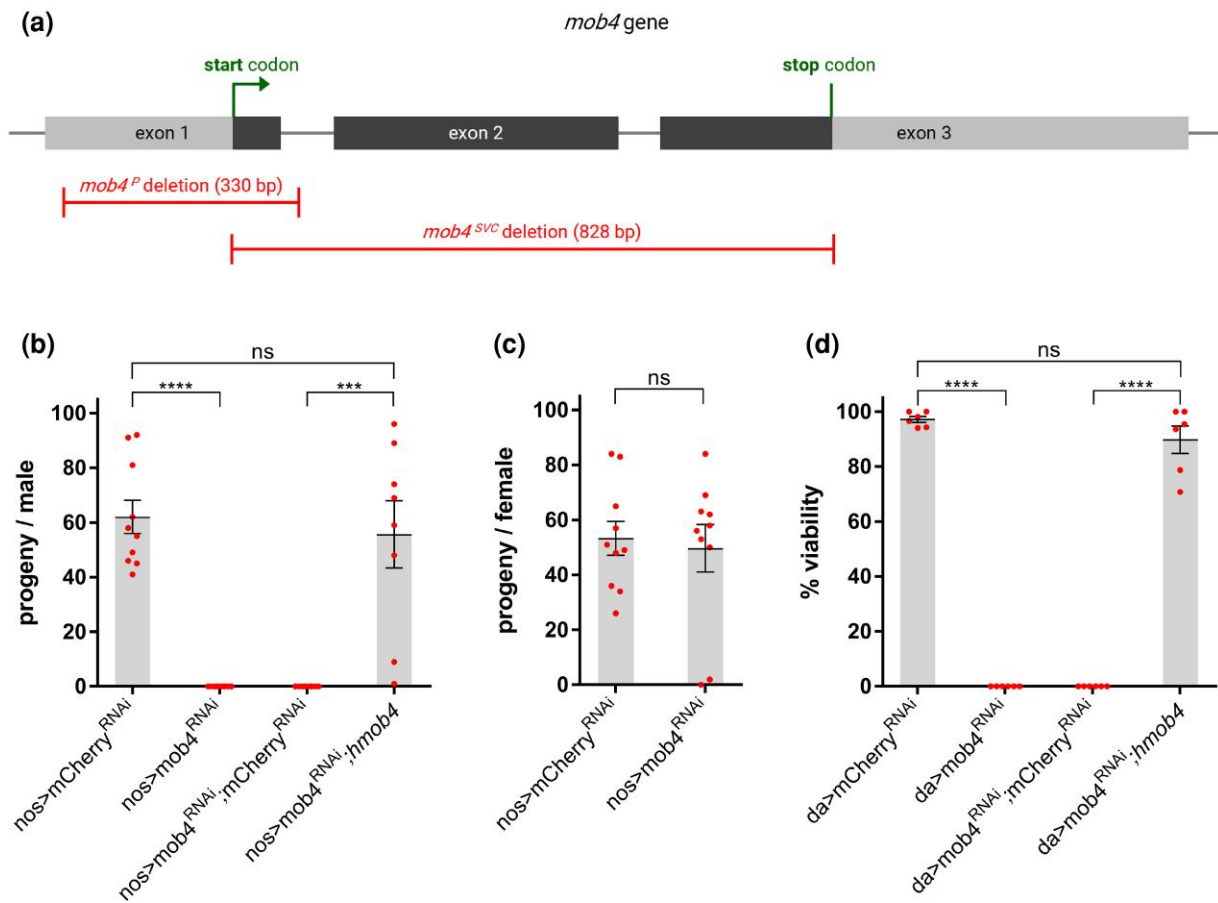 (a)
mob4 gene
start codon
stop codon
exon 1
exon 2
exon 3
mob4 P deletion (330 bp)
mob4 SVC deletion (828 bp)
(b)
ns
****
***
progeny / male
100
80
60
40
20
0
nos>mCherry RNAi
nos>mob4 RNAi
nos>mob4 RNAi;mCherry RNAi
nos>mob4 RNAi;hmob4
(c)
ns
progeny / female
100
80
60
40
20
0
nos>mCherry RNAi
nos>mob4 RNAi
(d)
ns
****
****
% viability
100
80
60
40
20
0
da>mCherry RNAi
da>mob4 RNAi
da>mob4 RNAi;mCherry RNAi
da>mob4 RNAi;hmob4